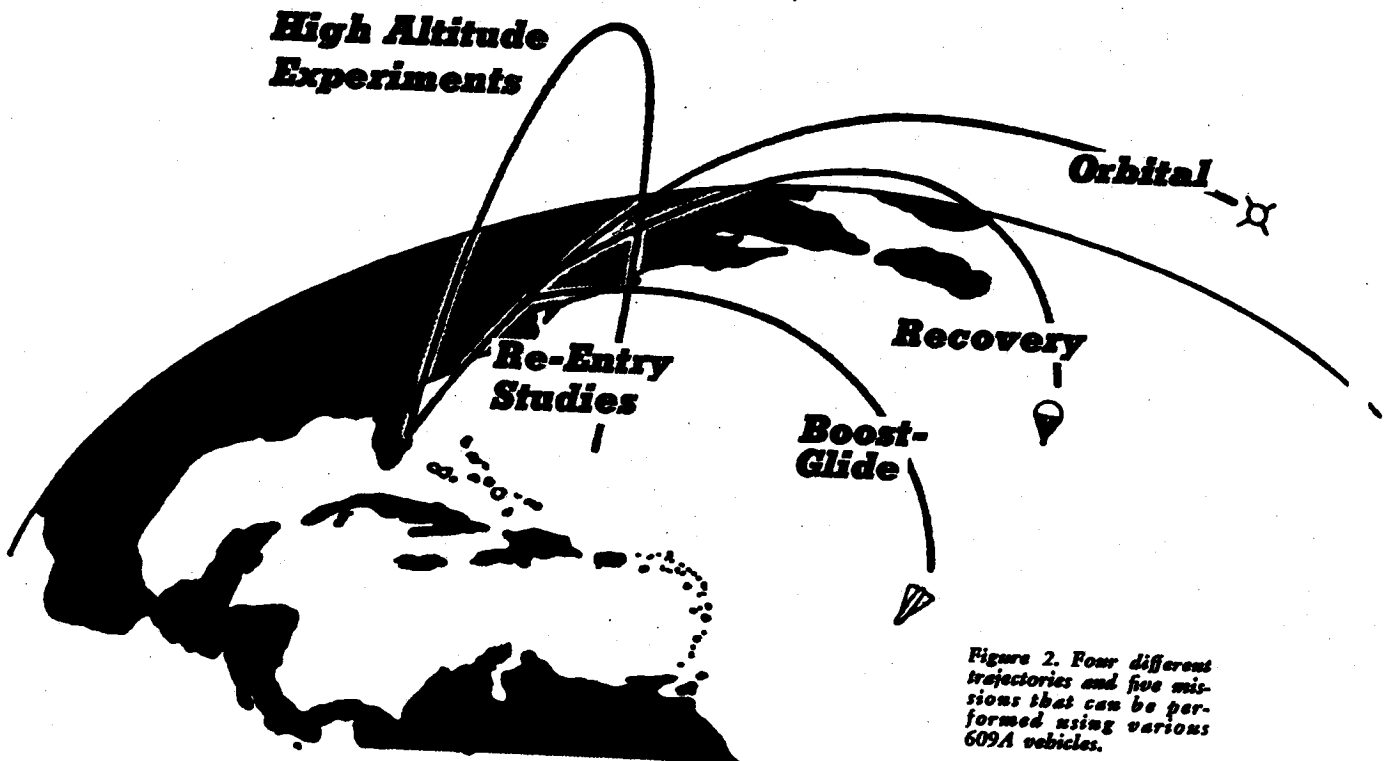 High Altitude
Experiments
Orbital
Recovery
Re-Entry
Studies
Boost-
Glide
Figure 2. Four different
trajectories and five mis-
sions that can be per-
formed using various
609A vehicles.